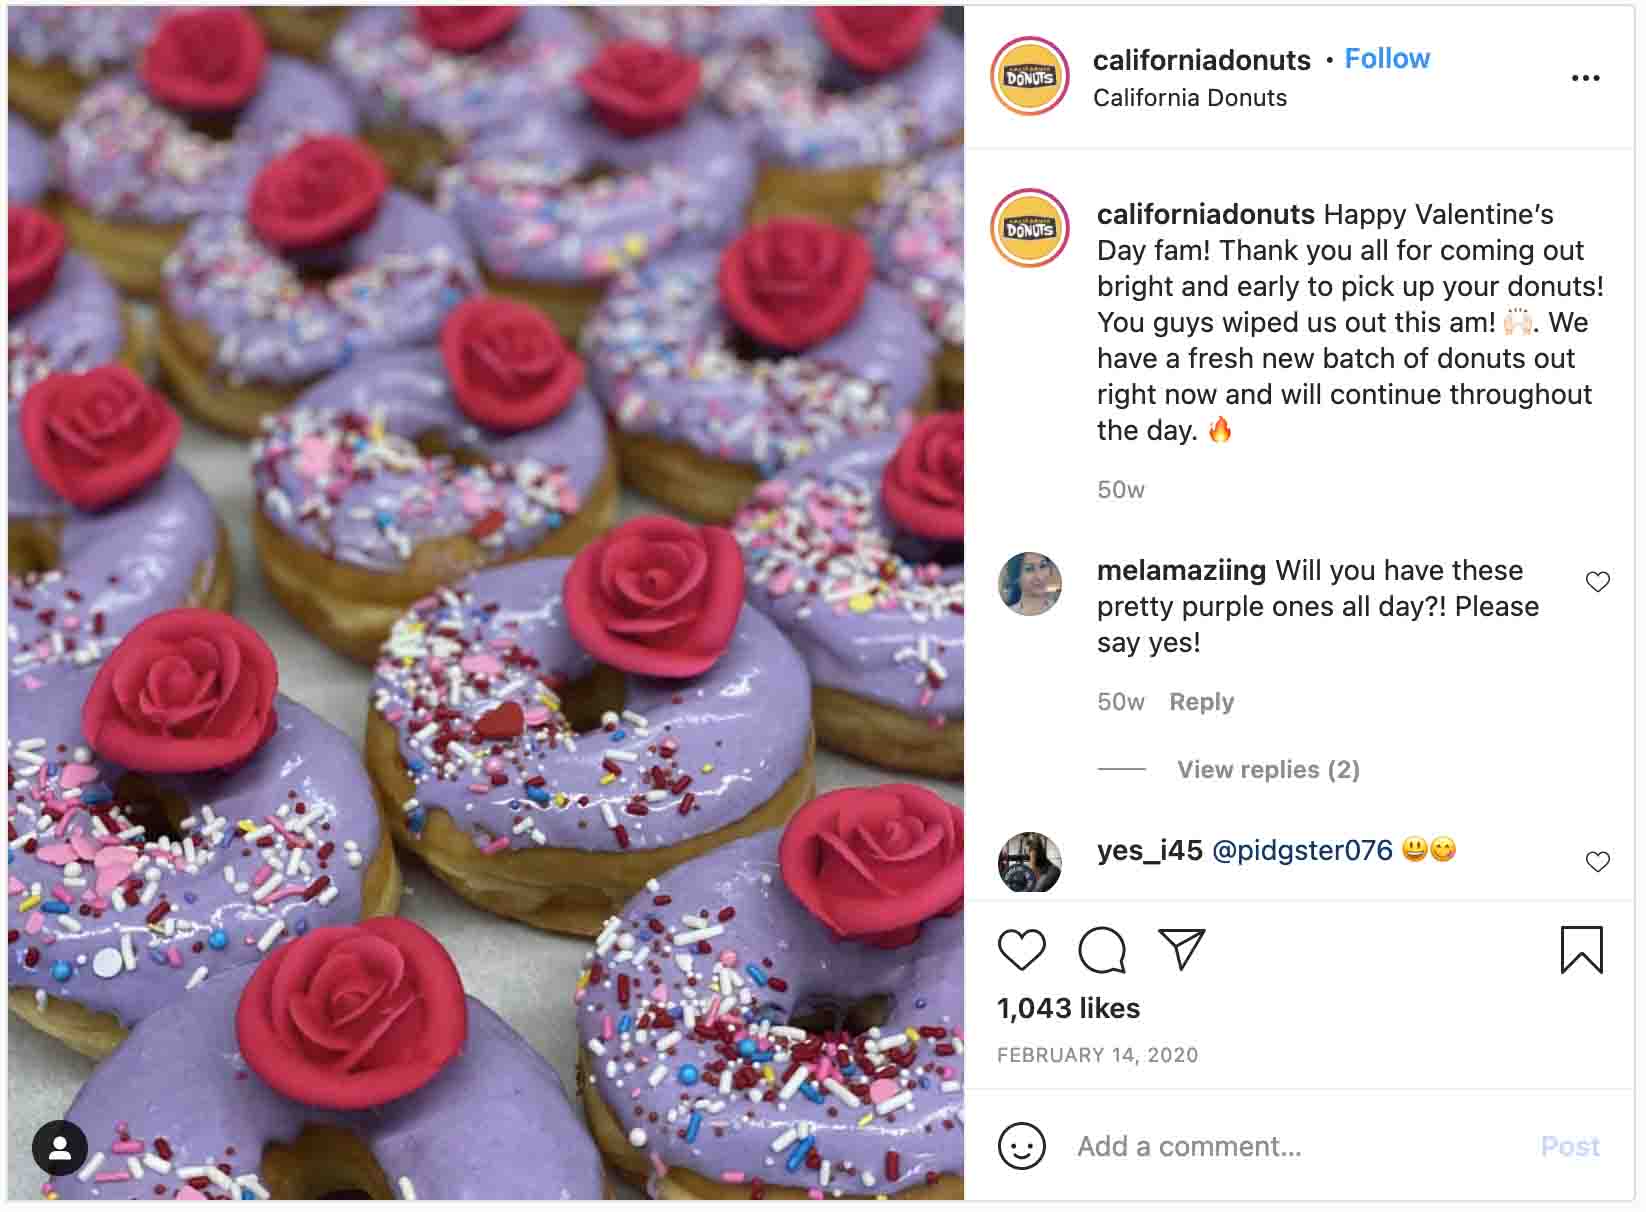 californiadonuts • Follow
California Donuts
CALIFORNIA
DONUTS
CALIFORNIA
DONUTS
californiadonuts Happy Valentine’s
Day fam! Thank you all for coming out
bright and early to pick up your donuts!
You guys wiped us out this am! 🙌🏻. We
have a fresh new batch of donuts out
right now and will continue throughout
the day. 🔥
50w
melamaziing Will you have these
pretty purple ones all day?! Please
say yes!
50w Reply
View replies (2)
yes_i45 @pidgster076 😃😋
1,043 likes
FEBRUARY 14, 2020
Add a comment... Post